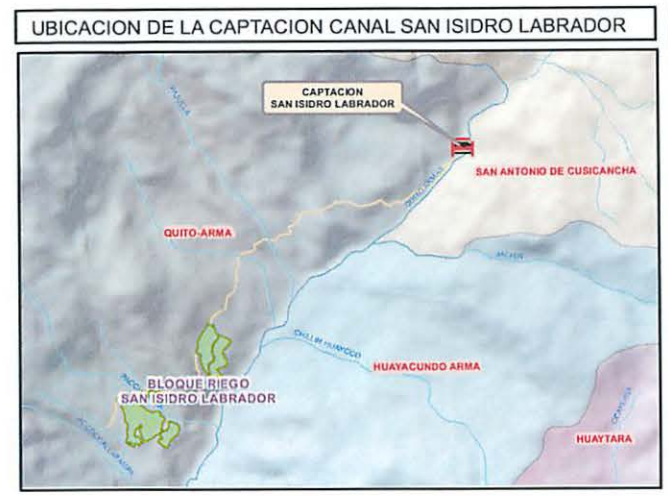 UBICACION DE LA CAPTACION CANAL SAN ISIDRO LABRADOR
CAPTACION
SAN ISIDRO LABRADOR
SAN ANTONIO DE CUSICANCHA
QUITO-ARMA
HUAYACUNDO ARMA
BLOQUE RIEGO
SAN ISIDRO LABRADOR
HUAYTARA